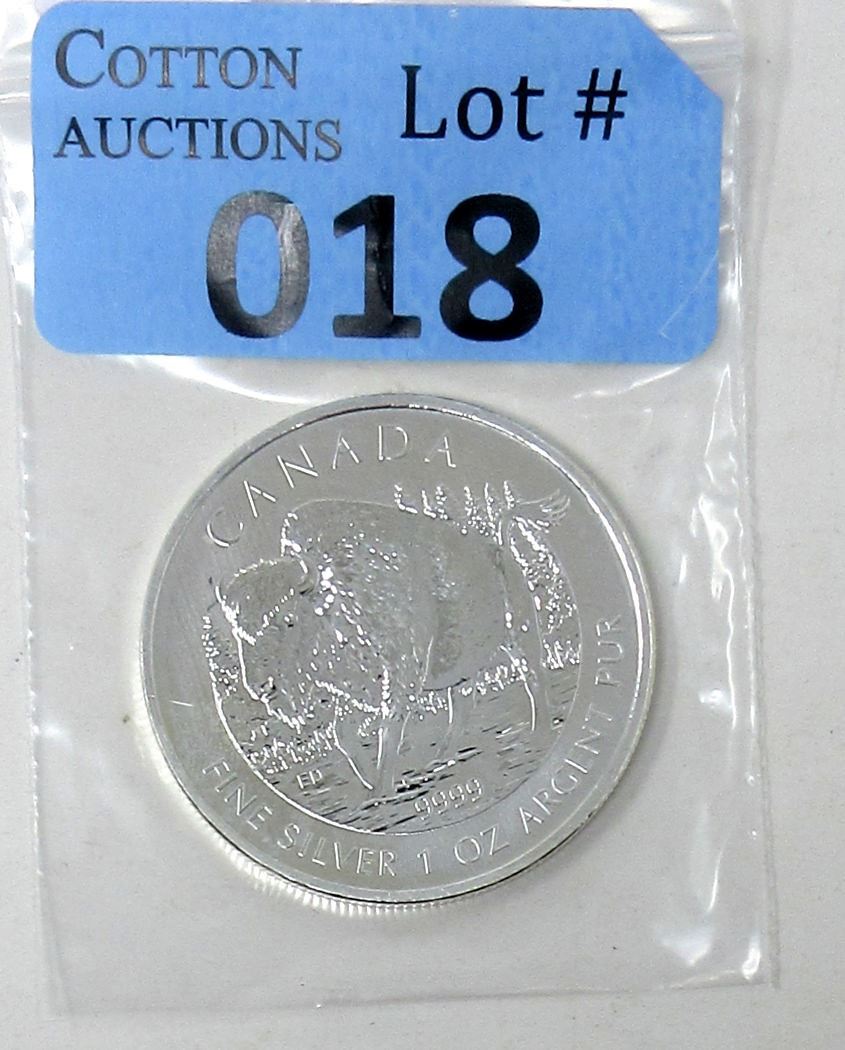 COTTON
AUCTIONS
Lot #
018
CANADA
ED
9999
FINE SILVER 1 OZ ARGENT PUR